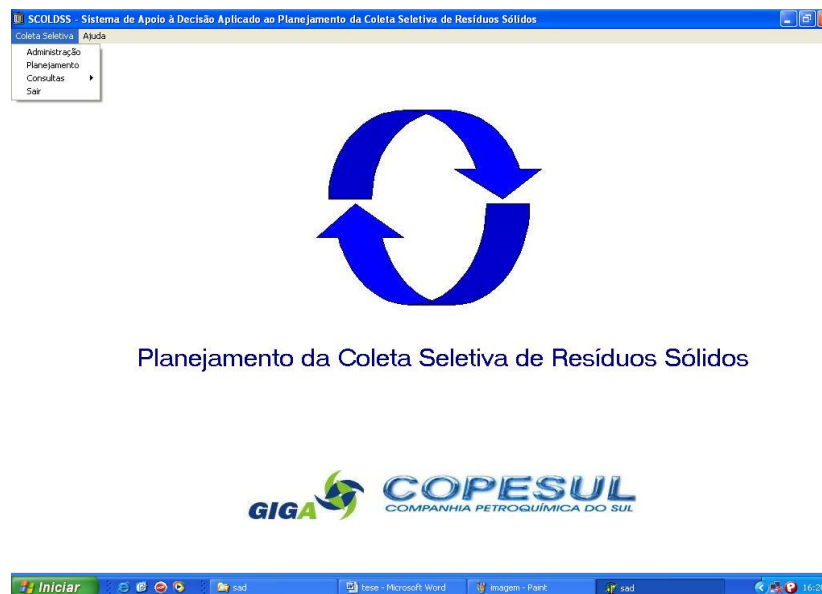 SCOLDSS - Sistema de Apoio à Decisão Aplicado ao Planejamento da Coleta Seletiva de Resíduos Sólidos
Coleta Seletiva Ajuda
Administração
Planejamento
Consultas
Sair
Planejamento da Coleta Seletiva de Resíduos Sólidos
GIGA
COPESUL
COMPANHIA PETROQUÍMICA DO SUL
Iniciar sad tese - Microsoft Word imagem - Paint sad